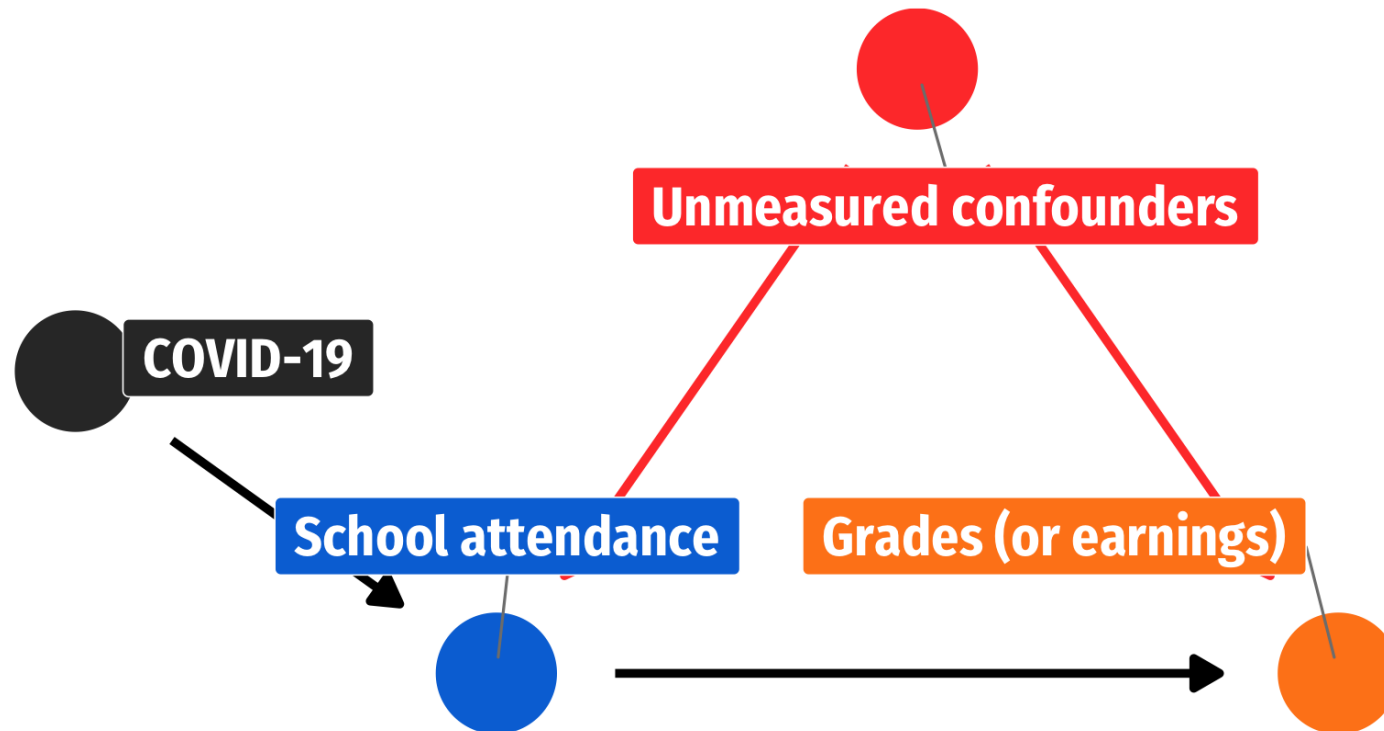 Unmeasured confounders
COVID-19
School attendance
Grades (or earnings)